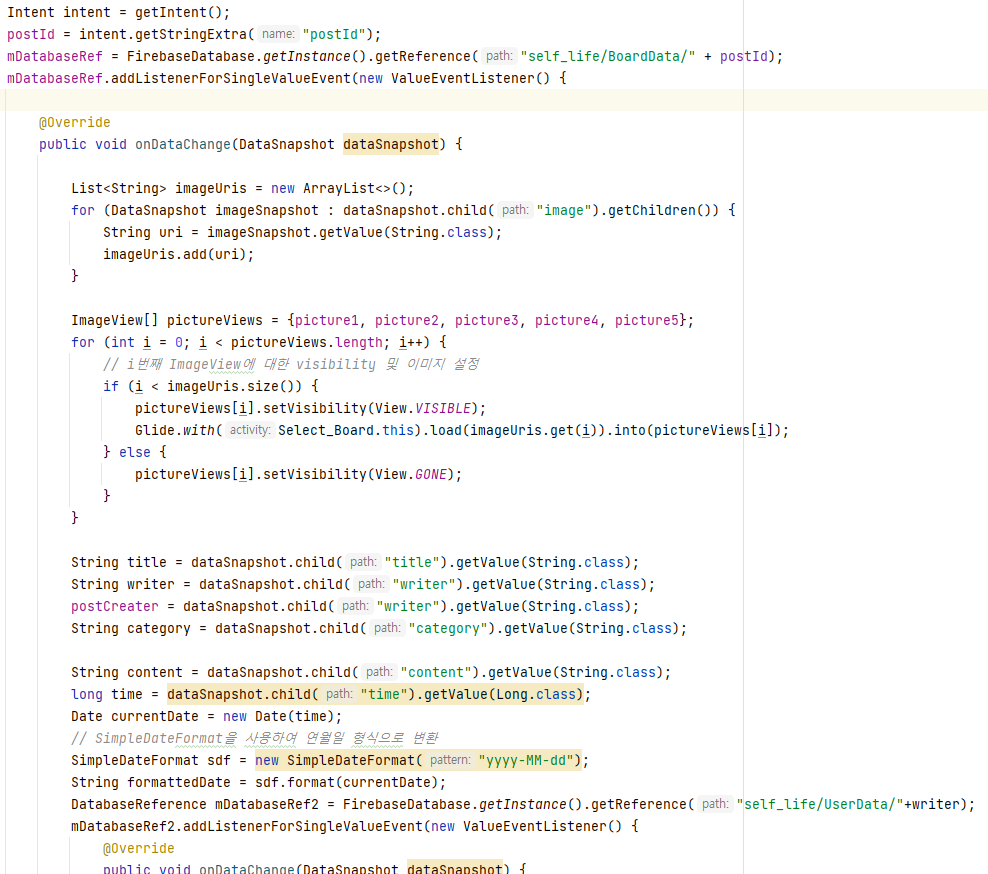 Intent intent = getIntent();
postId = intent.getStringExtra( name: "postId");
mDatabaseRef = FirebaseDatabase.getInstance().getReference( path: "self_life/BoardData/" + postId);
mDatabaseRef.addListenerForSingleValueEvent(new ValueEventListener() {
@Override
public void onDataChange(DataSnapshot dataSnapshot) {
List<String> imageUris = new ArrayList<>();
for (DataSnapshot imageSnapshot : dataSnapshot.child( path: "image").getChildren()) {
String uri = imageSnapshot.getValue(String.class);
imageUris.add(uri);
}
ImageView[] pictureViews = {picture1, picture2, picture3, picture4, picture5};
for (int i = 0; i < pictureViews.length; i++) {
// i번째 ImageView에 대한 visibility 및 이미지 설정
if (i < imageUris.size()) {
pictureViews[i].setVisibility(View.VISIBLE);
Glide.with( activity: Select_Board.this).load(imageUris.get(i)).into(pictureViews[i]);
} else {
pictureViews[i].setVisibility(View.GONE);
}
}
String title = dataSnapshot.child( path: "title").getValue(String.class);
String writer = dataSnapshot.child( path: "writer").getValue(String.class);
postCreater = dataSnapshot.child( path: "writer").getValue(String.class);
String category = dataSnapshot.child( path: "category").getValue(String.class);
String content = dataSnapshot.child( path: "content").getValue(String.class);
long time = dataSnapshot.child( path: "time").getValue(Long.class);
Date currentDate = new Date(time);
// SimpleDateFormat을 사용하여 연월일 형식으로 변환
SimpleDateFormat sdf = new SimpleDateFormat( pattern: "yyyy-MM-dd");
String formattedDate = sdf.format(currentDate);
DatabaseReference mDatabaseRef2 = FirebaseDatabase.getInstance().getReference( path: "self_life/UserData/"+writer);
mDatabaseRef2.addListenerForSingleValueEvent(new ValueEventListener() {
@Override
public void onDataChange(DataSnapshot dataSnapshot) {